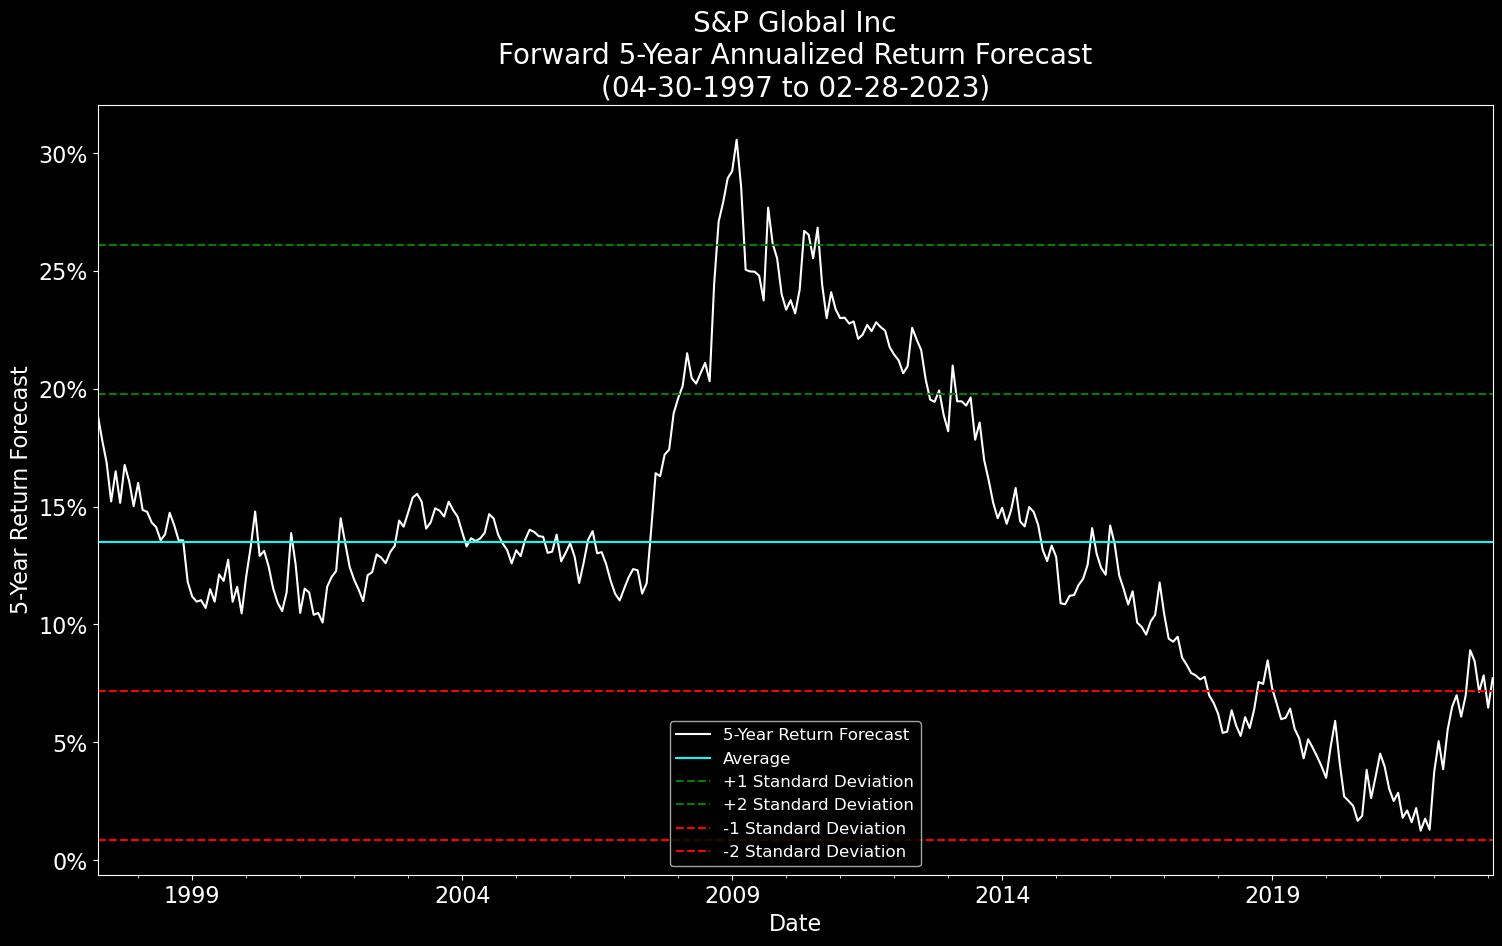 S&P Global Inc
Forward 5-Year Annualized Return Forecast
(04-30-1997 to 02-28-2023)
5-Year Return Forecast
30%
25%
20%
15%
10%
5%
0%
5-Year Return Forecast
Average
+1 Standard Deviation
+2 Standard Deviation
-1 Standard Deviation
-2 Standard Deviation
1999 2004 2009 2014 2019
Date